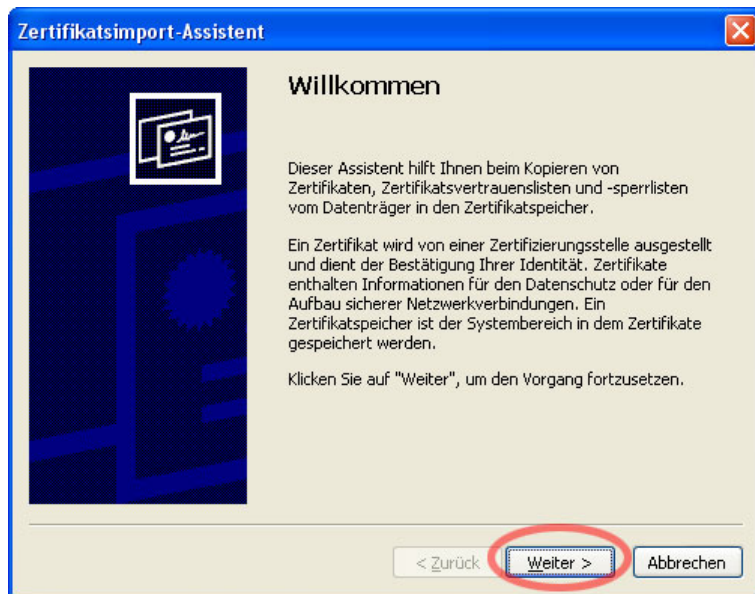 Zertifikatsimport-Assistent
Willkommen
Dieser Assistent hilft Ihnen beim Kopieren von
Zertifikaten, Zertifikatsvertrauenslisten und -sperrlisten
vom Datenträger in den Zertifikatspeicher.
Ein Zertifikat wird von einer Zertifizierungsstelle ausgestellt
und dient der Bestätigung Ihrer Identität. Zertifikate
enthalten Informationen für den Datenschutz oder für den
Aufbau sicherer Netzwerkverbindungen. Ein
Zertifikatspeicher ist der Systembereich in dem Zertifikate
gespeichert werden.
Klicken Sie auf "Weiter", um den Vorgang fortzusetzen.
< Zurück Weiter > Abbrechen